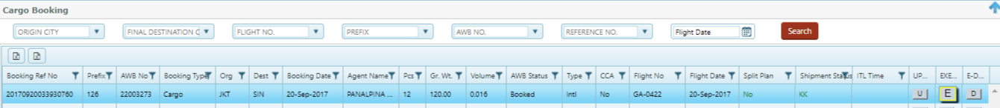 Cargo Booking
ORIGIN CITY FINAL DESTINATION C FLIGHT NO. PREFIX AWB NO. REFERENCE NO. Flight Date Search
Booking Ref No Prefix AWB No Booking Type Org Dest Booking Date Agent Name Pcs Gr. Wt. Volume AWB Status Type CCA Flight No Flight Date Split Plan Shipment Status ITL Time UP... EXE... E-D...
20170920033930760 126 22003273 Cargo JKT SIN 20-Sep-2017 PANALPINA ... 12 120.00 0.016 Booked Intl No GA-0422 20-Sep-2017 No KK U E D